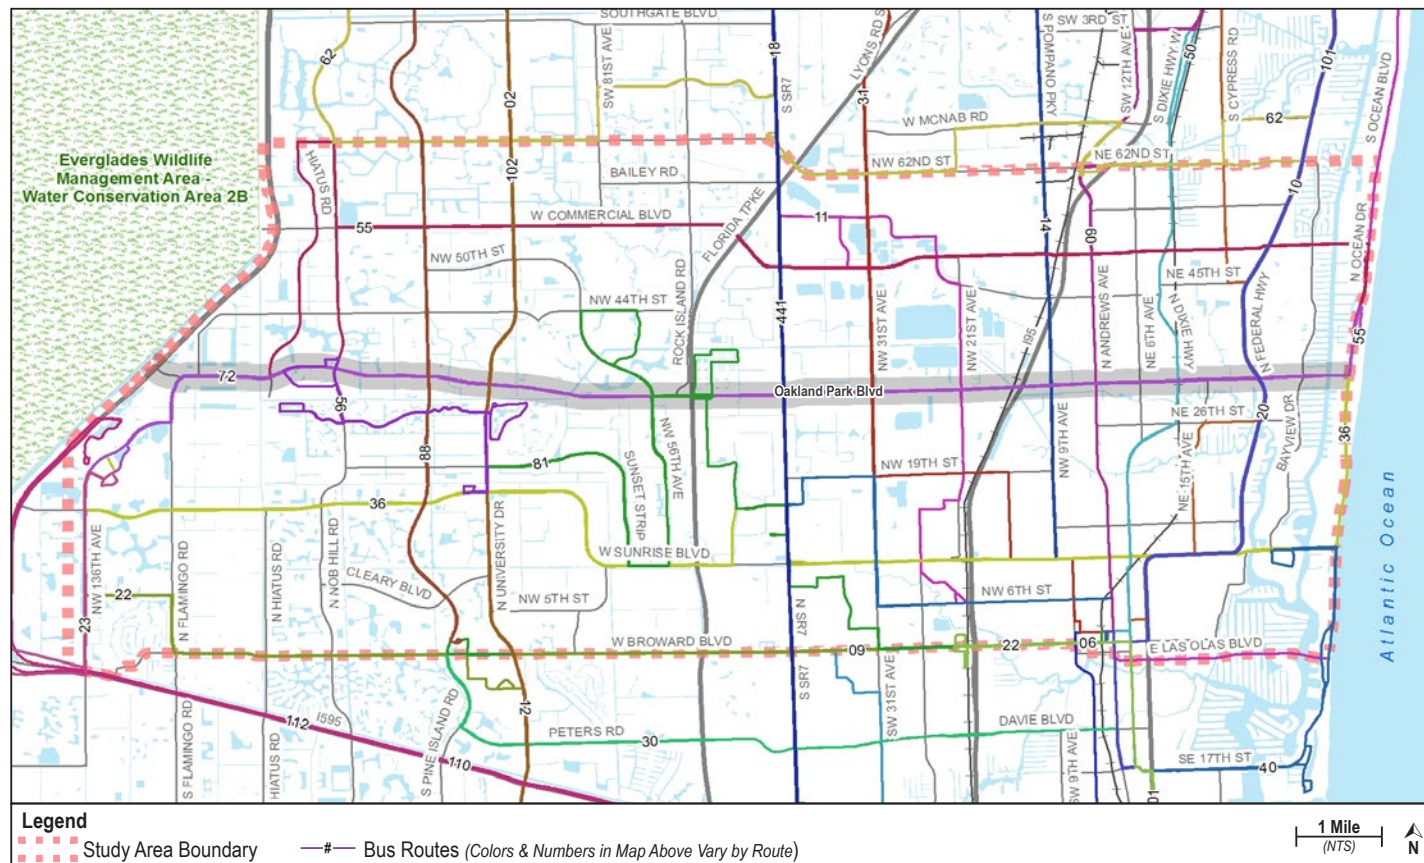 SOUTHGATE BLVD
SW 3RD ST
62
SW 81ST AVE
18
S SR7
LYONS RD S
S POMPANO PKY
SW 12TH AVE
S DIXIE HWY W
50
S CYPRESS RD
101
S OCEAN BLVD
02
102
31
W MCNAB RD
62
Everglades Wildlife
Management Area -
Water Conservation Area 2B
HIATUS RD
BAILEY RD
NW 62ND ST
NE 62ND ST
10
55
W COMMERCIAL BLVD
11
FLORIDA TPKE
14
60
N OCEAN DR
NW 50TH ST
NE 45TH ST
NW 44TH ST
ROCK ISLAND RD
441
NW 31ST AVE
NW 21ST AVE
I95
N ANDREWS AVE
NE 6TH AVE
N DIXIE HWY
N FEDERAL HWY
55
72
Oakland Park Blvd
56
NE 26TH ST
20
BAYVIEW DR
36
88
NW 56TH AVE
NW 9TH AVE
81
SUNSET STRIP
NW 19TH ST
NE 15TH AVE
36
Atlantic Ocean
NW 136TH AVE
N FLAMINGO RD
N HIATUS RD
N NOB HILL RD
N UNIVERSITY DR
W SUNRISE BLVD
CLEARY BLVD
22
NW 5TH ST
NW 6TH ST
23
N SR7
W BROWARD BLVD
09
22
06
E LAS OLAS BLVD
S SR7
SW 31ST AVE
S FLAMINGO RD
HIATUS RD
112
I595
S PINE ISLAND RD
12
PETERS RD
30
DAVIE BLVD
110
SW 9TH AVE
SE 17TH ST
40
01
Legend
Study Area Boundary
# Bus Routes (Colors & Numbers in Map Above Vary by Route)
1 Mile
(NTS)
N